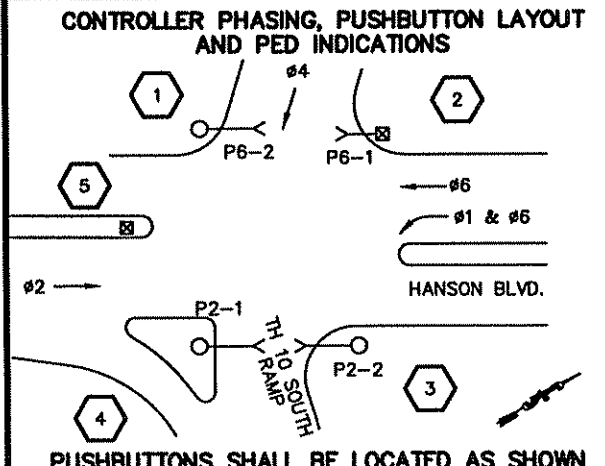 CONTROLLER PHASING, PUSHBUTTON LAYOUT
AND PED INDICATIONS
ø4
1
2
P6-2
P6-1
5
ø6
ø1 & ø6
ø2
HANSON BLVD.
P2-1
TH 10 SOUTH
RAMP
P2-2
3
4
PUSHBUTTONS SHALL BE LOCATED AS SHOWN